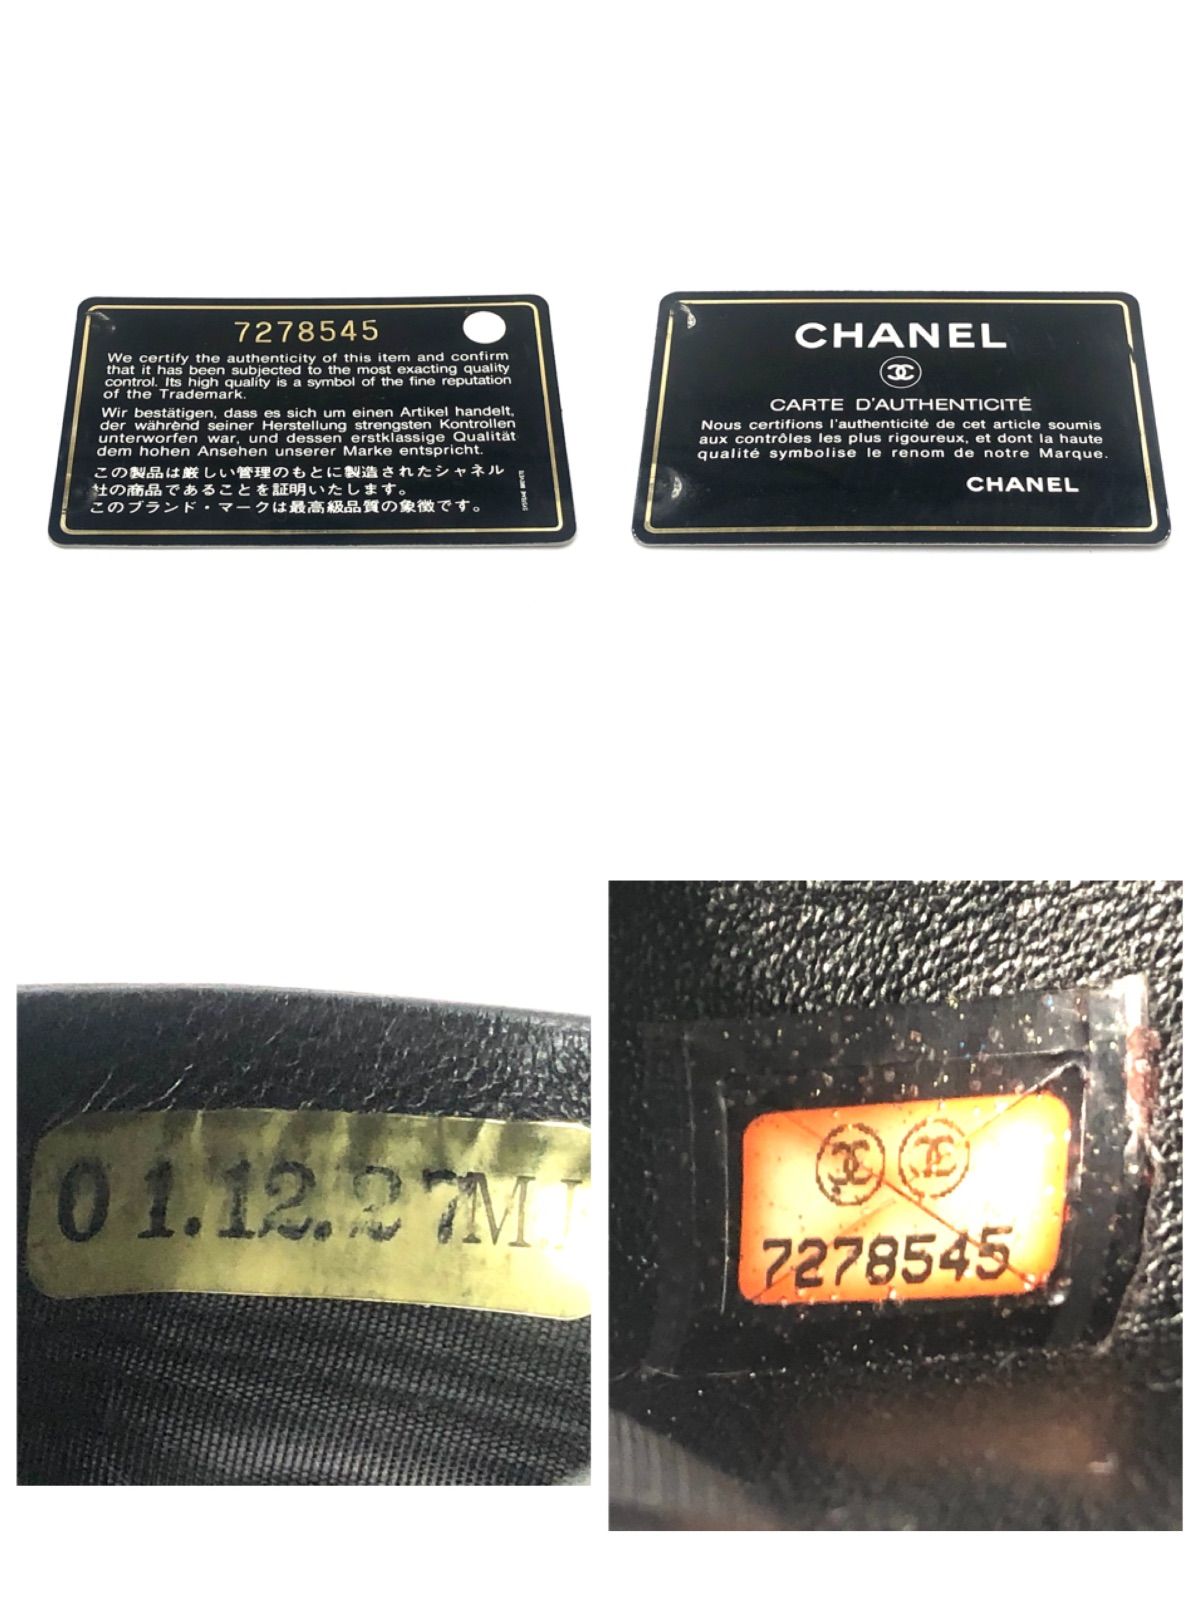 7278545
We certify the authenticity of this item and confirm
that it has been subjected to the most exacting quality
control. Its high quality is a symbol of the fine reputation
of the Trademark.
Wir bestätigen, dass es sich um einen Artikel handelt,
der während seiner Herstellung strengsten Kontrollen
unterworfen war, und dessen erstklassige Qualität
dem hohen Ansehen unserer Marke entspricht.
この製品は厳しい管理のもとに製造されたシャネル
社の商品であることを証明いたします。
このブランド・マークは最高級品質の象徴です。
CHANEL
CARTE D'AUTHENTICITÉ
Nous certifions l'authenticité de cet article soumis
aux contrôles les plus rigoureux, et dont la haute
qualité symbolise le renom de notre Marque.
CHANEL
01.12.27
7278545